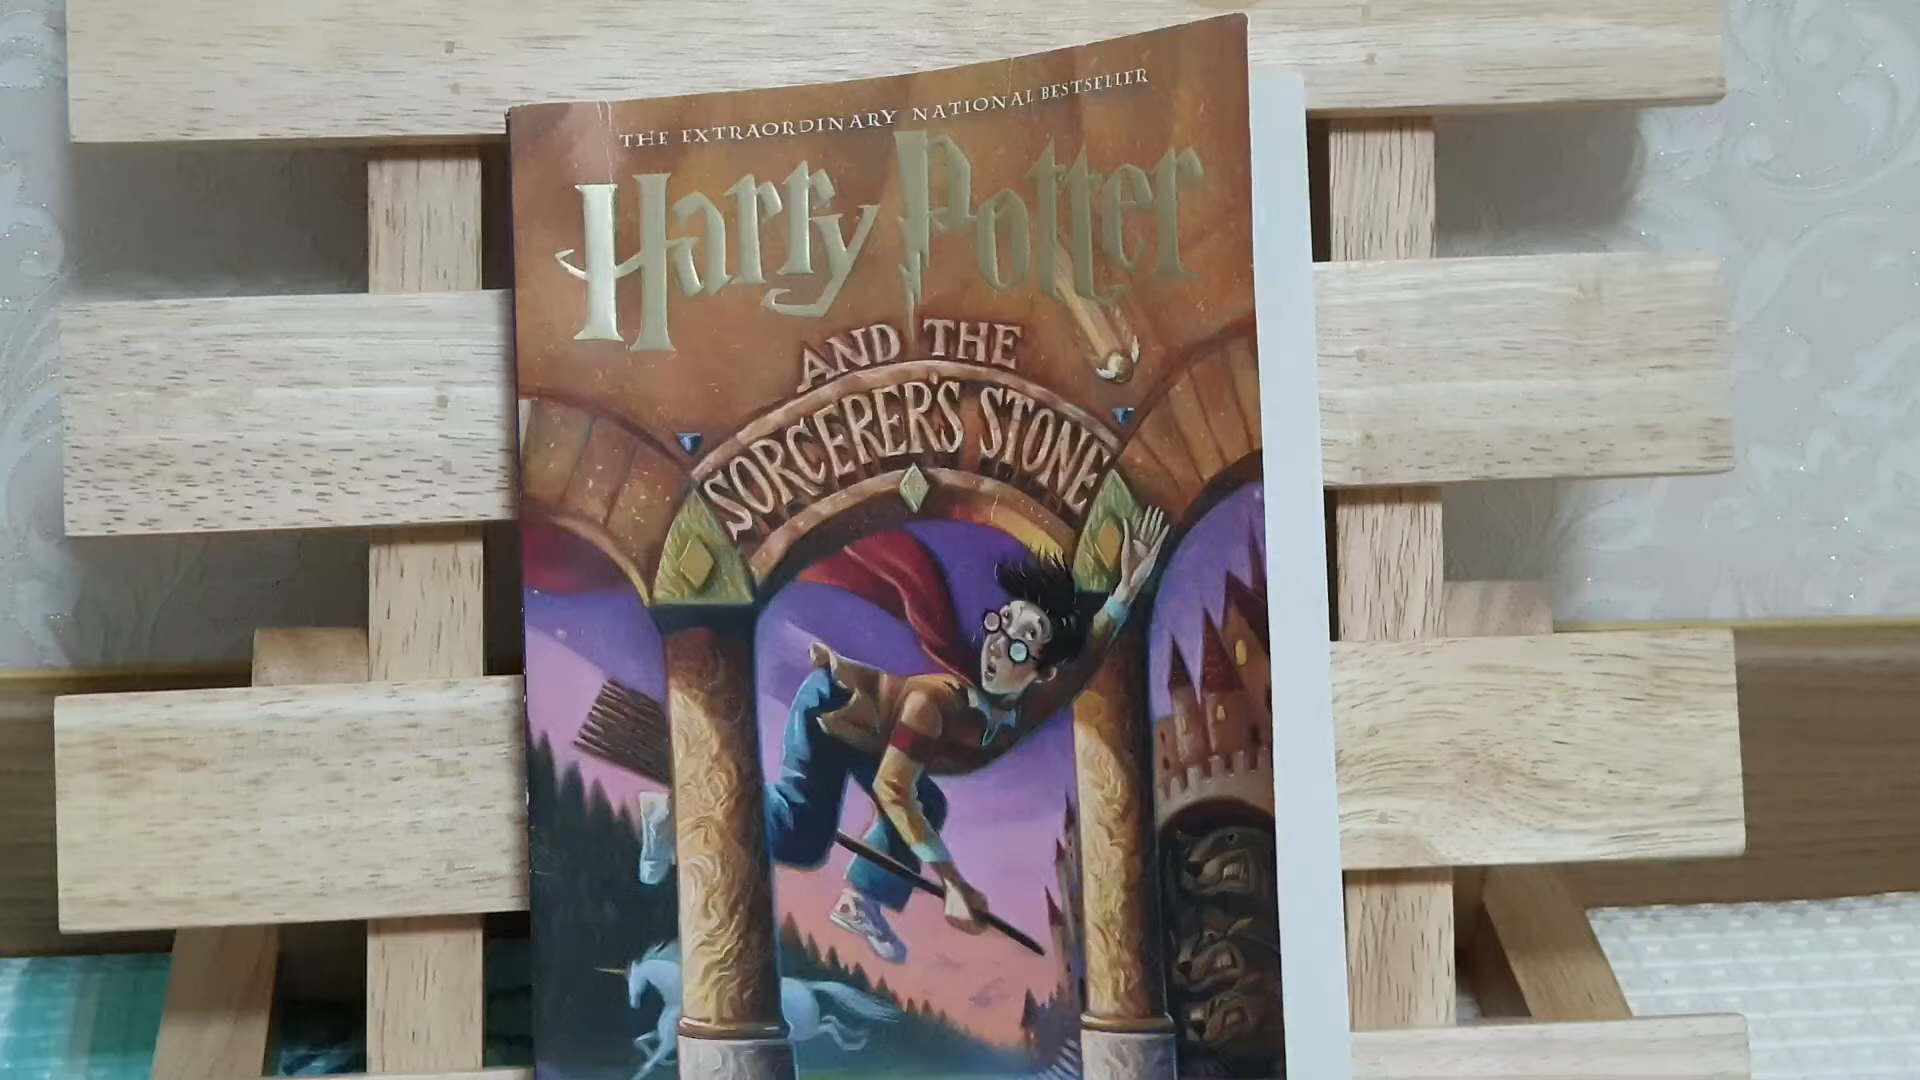 THE EXTRAORDINARY NATIONAL BESTSELLER
Harry Potter
AND THE
SORCERER'S STONE